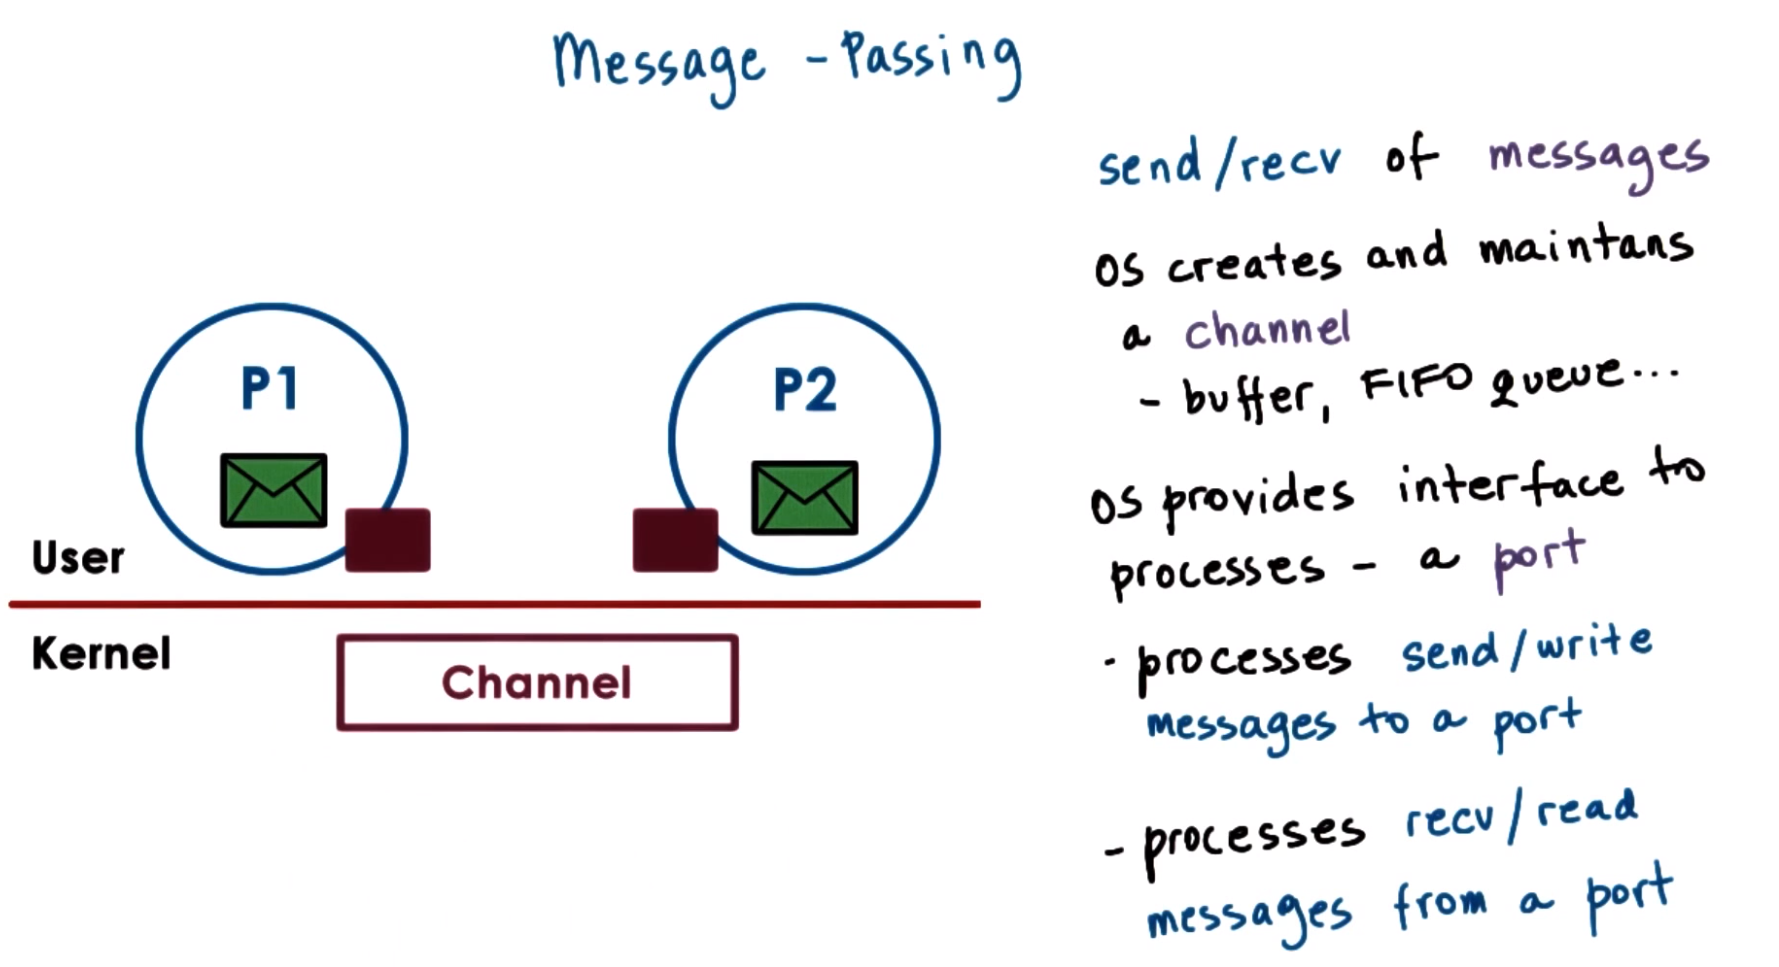 Message - Passing
send/recv of messages
OS creates and maintans
a channel
- buffer, FIFO queue...
OS provides interface to
processes - a port
- processes send/write
messages to a port
- processes recv/read
messages from a port
P1
P2
User
Kernel
Channel